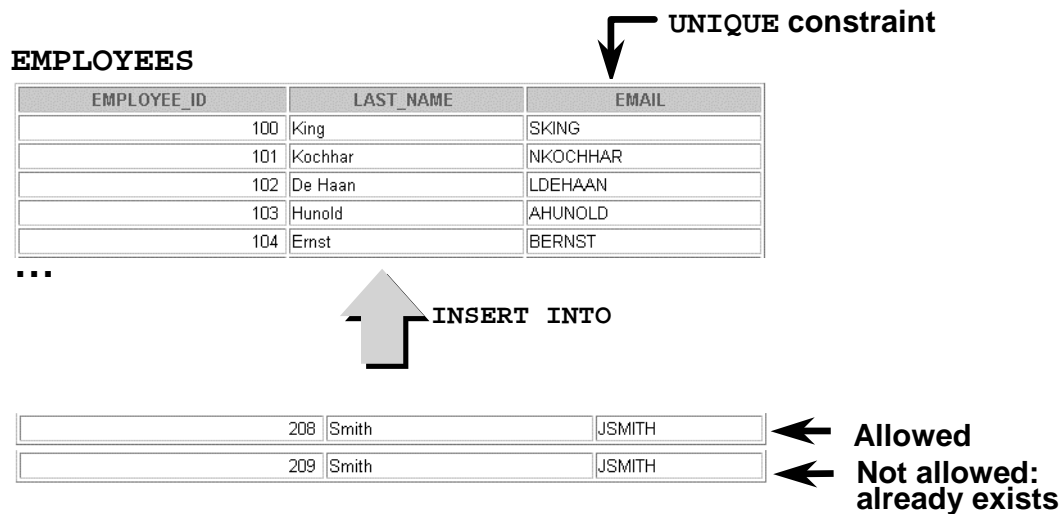 UNIQUE constraint
EMPLOYEES
EMPLOYEE_ID LAST_NAME EMAIL
100 King SKING
101 Kochhar NKOCHHAR
102 De Haan LDEHAAN
103 Hunold AHUNOLD
104 Ernst BERNST
...
INSERT INTO
208 Smith JSMITH Allowed
209 Smith JSMITH Not allowed:
already exists